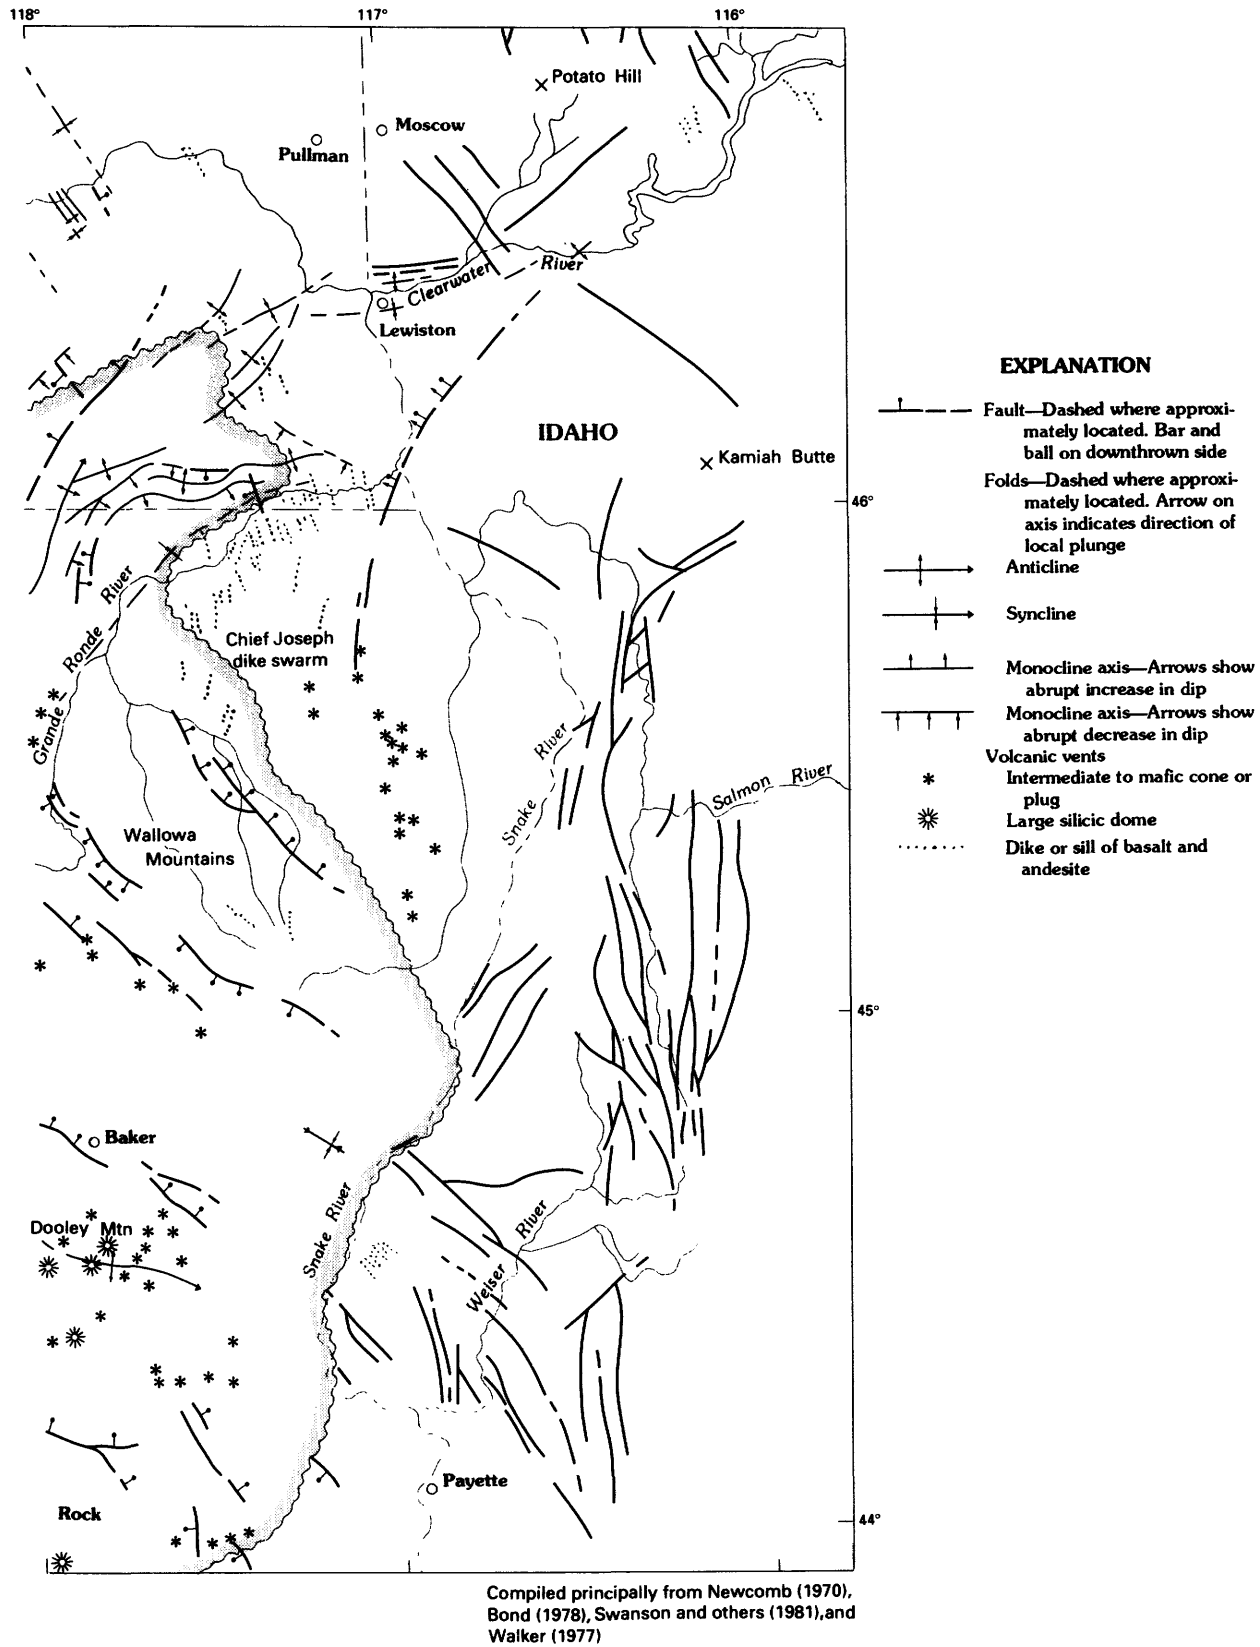 118°
117°
116°
Potato Hill
Moscow
Pullman
Clearwater River
Lewiston
IDAHO
Kamiah Butte
46°
Grande Ronde River
Chief Joseph
dike swarm
Snake River
Salmon River
Wallowa
Mountains
45°
Baker
Dooley Mtn
Snake River
Weiser River
Payette
Rock
44°
EXPLANATION
Fault—Dashed where approxi-
mately located. Bar and
ball on downthrown side
Folds—Dashed where approxi-
mately located. Arrow on
axis indicates direction of
local plunge
Anticline
Syncline
Monocline axis—Arrows show
abrupt increase in dip
Monocline axis—Arrows show
abrupt decrease in dip
Volcanic vents
Intermediate to mafic cone or
plug
Large silicic dome
Dike or sill of basalt and
andesite
Compiled principally from Newcomb (1970),
Bond (1978), Swanson and others (1981),and
Walker (1977)